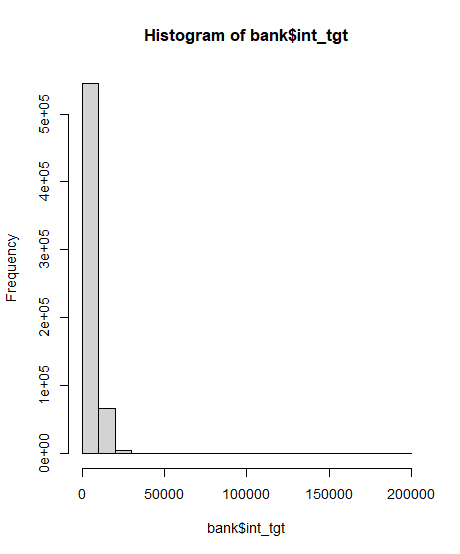 Histogram of bank$int_tgt
Frequency
5e+05
4e+05
3e+05
2e+05
1e+05
0e+00
0 50000 100000 150000 200000
bank$int_tgt